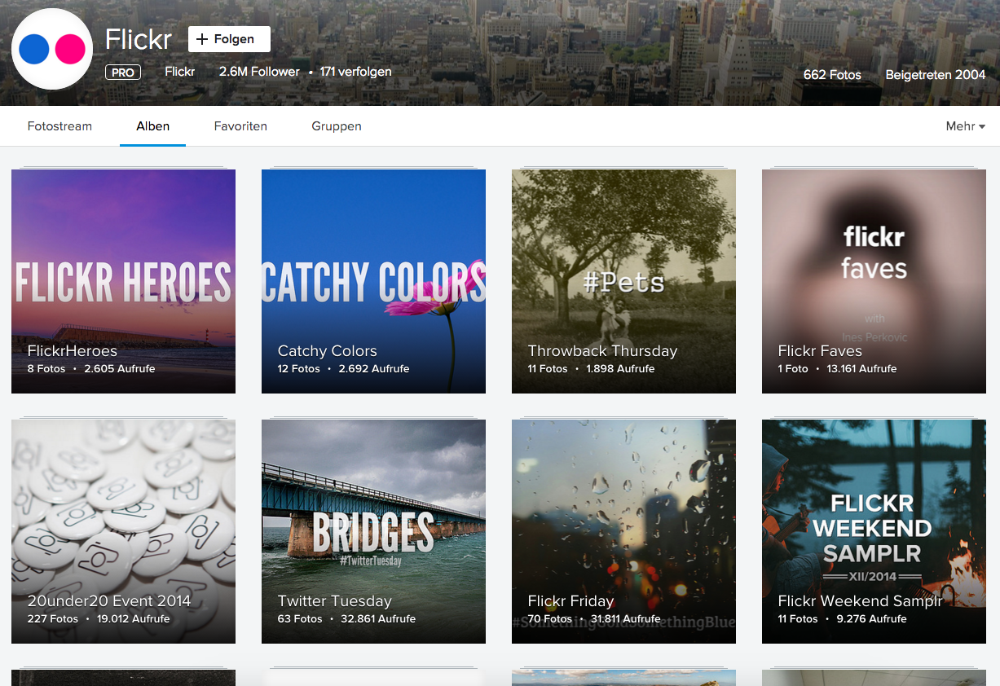 Flickr
+ Folgen
PRO Flickr 2.6M Follower • 171 verfolgen
662 Fotos Beigetreten 2004
Fotostream Alben Favoriten Gruppen Mehr
FLICKR HEROES
FlickrHeroes
8 Fotos • 2.605 Aufrufe
CATCHY COLORS
Catchy Colors
12 Fotos • 2.692 Aufrufe
#Pets
Throwback Thursday
11 Fotos • 1.898 Aufrufe
flickr
faves
with
Ines Perkovic
Flickr Faves
1 Foto • 13.161 Aufrufe
20under20 Event 2014
227 Fotos • 19.012 Aufrufe
BRIDGES
#TwitterTuesday
Twitter Tuesday
63 Fotos • 32.861 Aufrufe
Flickr Friday
70 Fotos • 31.811 Aufrufe
#SomethingGoldSomethingBlue
FLICKR
WEEKEND
SAMPLR
XII/2014
Flickr Weekend Samplr
11 Fotos • 9.276 Aufrufe